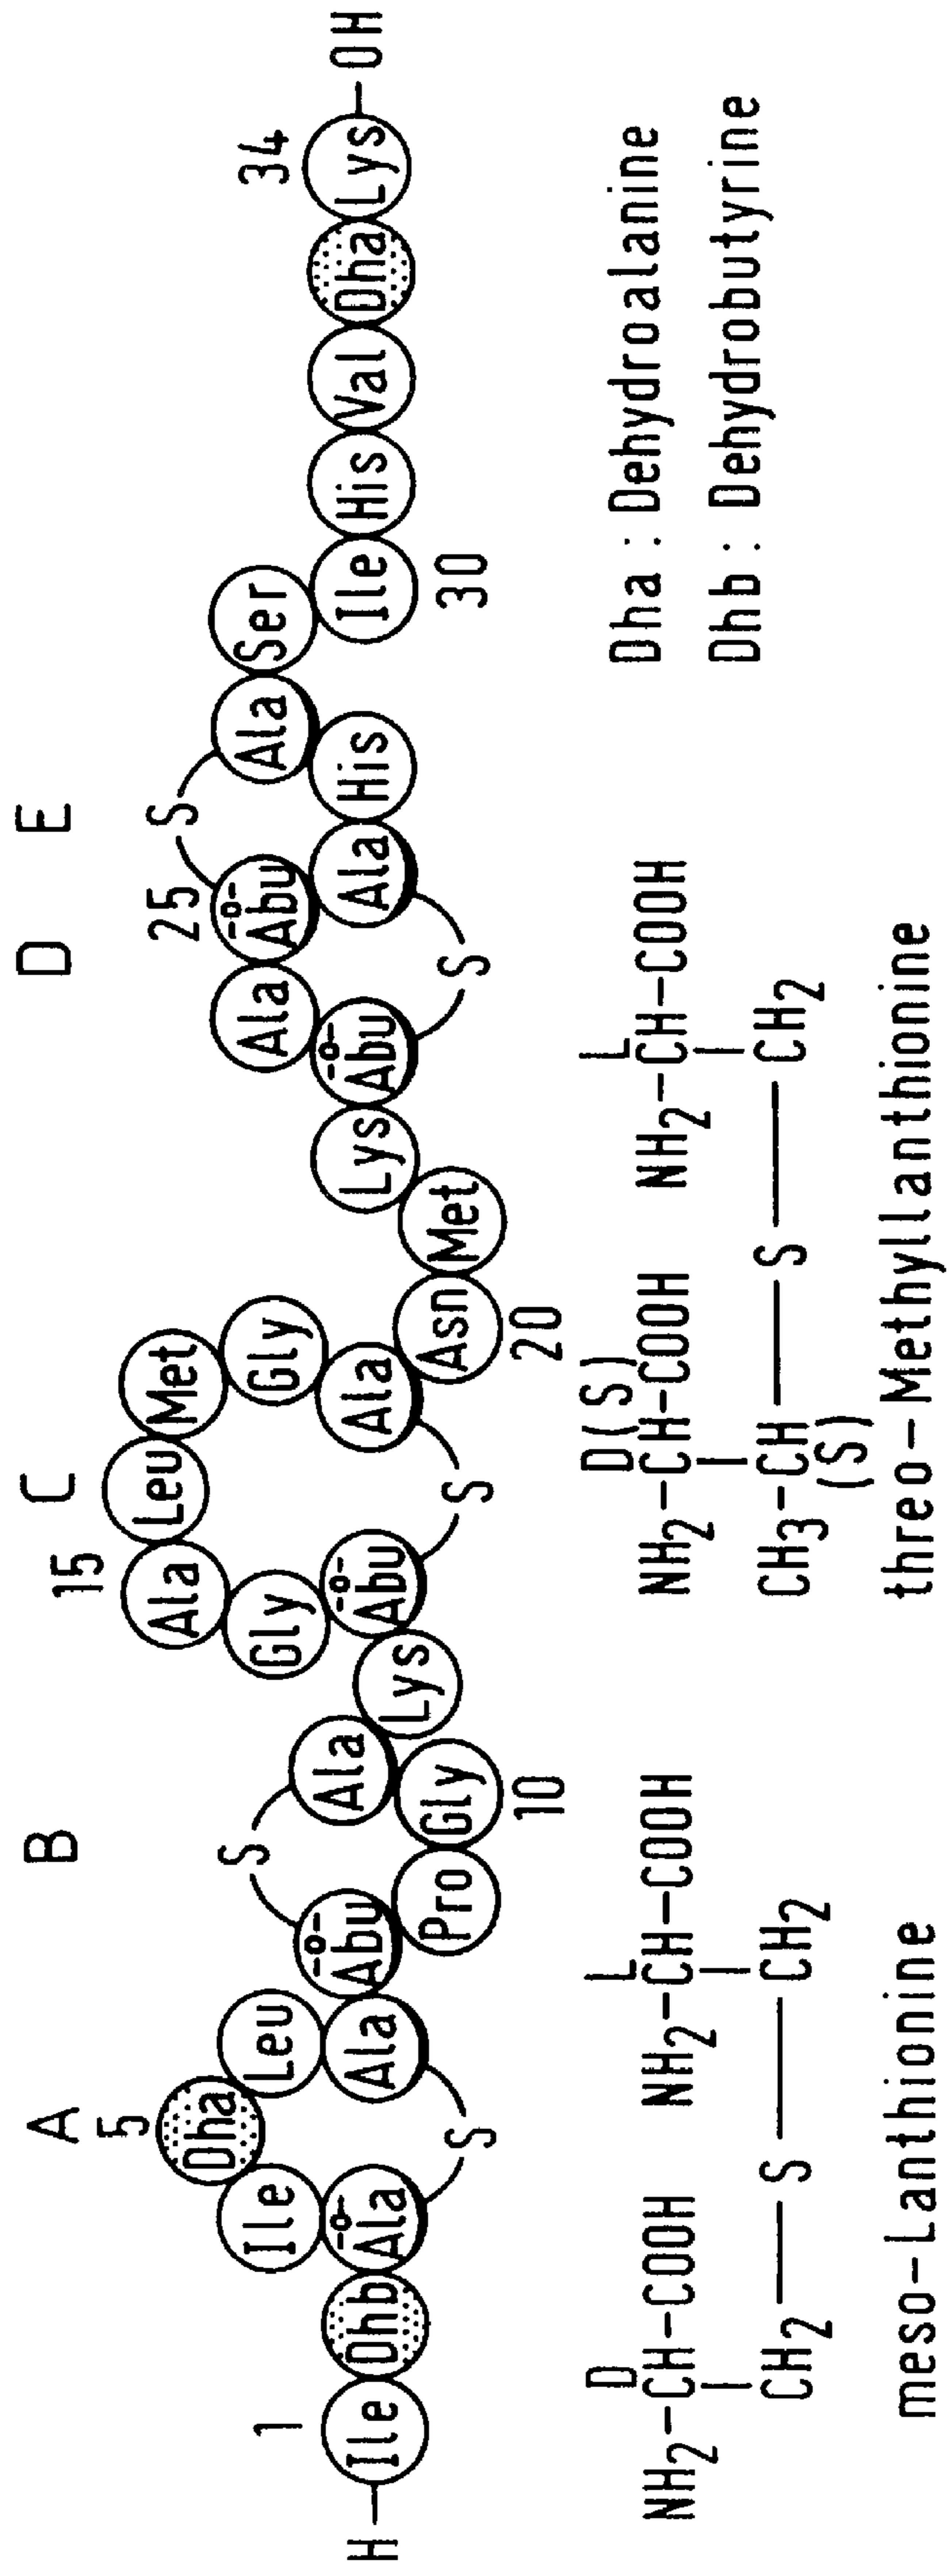 A B C D E
H–Ile Dhb Ala Ile Dha Leu Ala Abu Pro Gly Ala Lys Abu Gly Ala Leu Met Gly Ala Asn Met Lys Abu Ala Abu Ala His Ala Ser Ile His Val Dha Lys–OH
1 5 10 15 20 25 30 34
-D- -D- -D- -D- -D-
S S S S S
D L D(S) L
NH2–CH–COOH NH2–CH–COOH NH2–CH–COOH NH2–CH–COOH
CH2 S CH2 CH3–CH S CH2
(S)
meso-Lanthionine threo-Methyllanthionine
Dha : Dehydroalanine
Dhb : Dehydrobutyrine